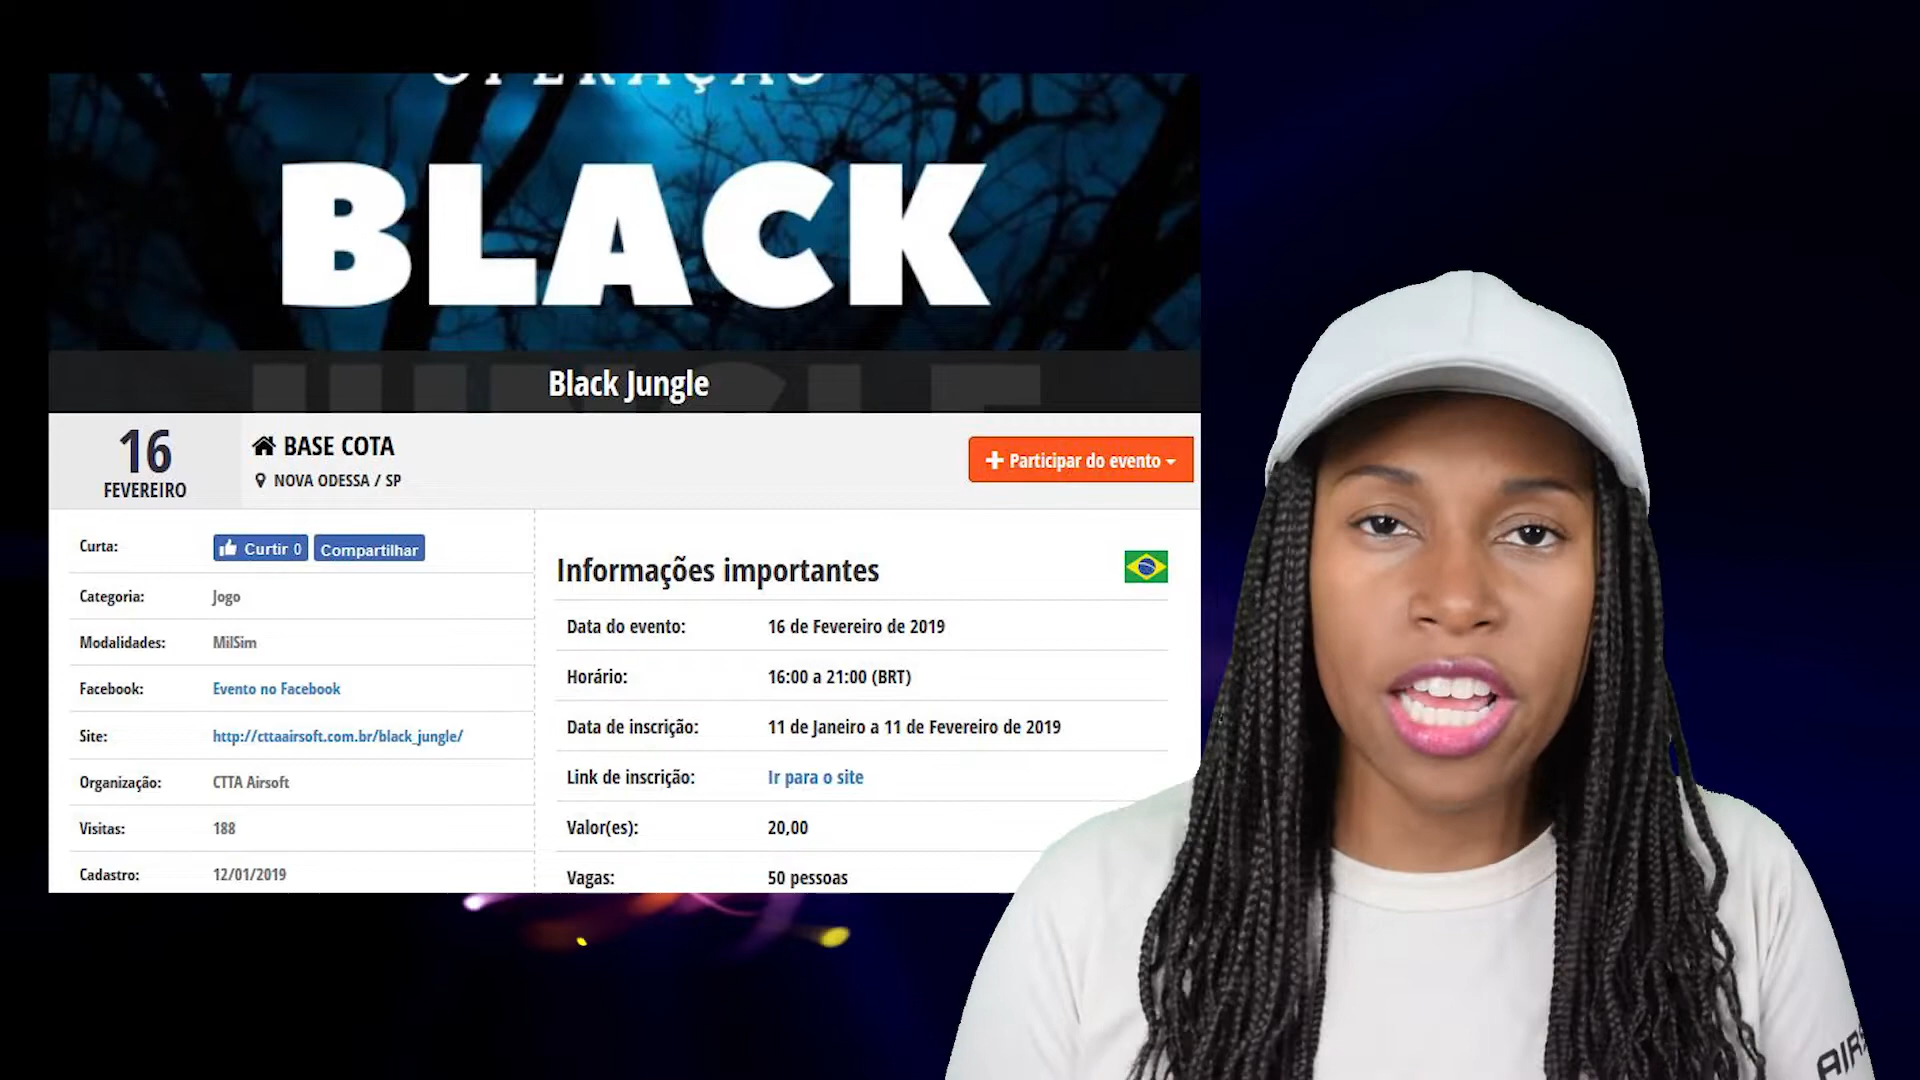 OPERAÇÃO
BLACK
JUNGLE
Black Jungle
16
FEVEREIRO
BASE COTA
NOVA ODESSA / SP
Participar do evento
Curta:
Curtir 0
Compartilhar
Categoria:
Jogo
Modalidades:
MilSim
Facebook:
Evento no Facebook
Site:
http://cttaairsoft.com.br/black_jungle/
Organização:
CTTA Airsoft
Visitas:
188
Cadastro:
12/01/2019
Informações importantes
Data do evento:
16 de Fevereiro de 2019
Horário:
16:00 a 21:00 (BRT)
Data de inscrição:
11 de Janeiro a 11 de Fevereiro de 2019
Link de inscrição:
Ir para o site
Valor(es):
20,00
Vagas:
50 pessoas